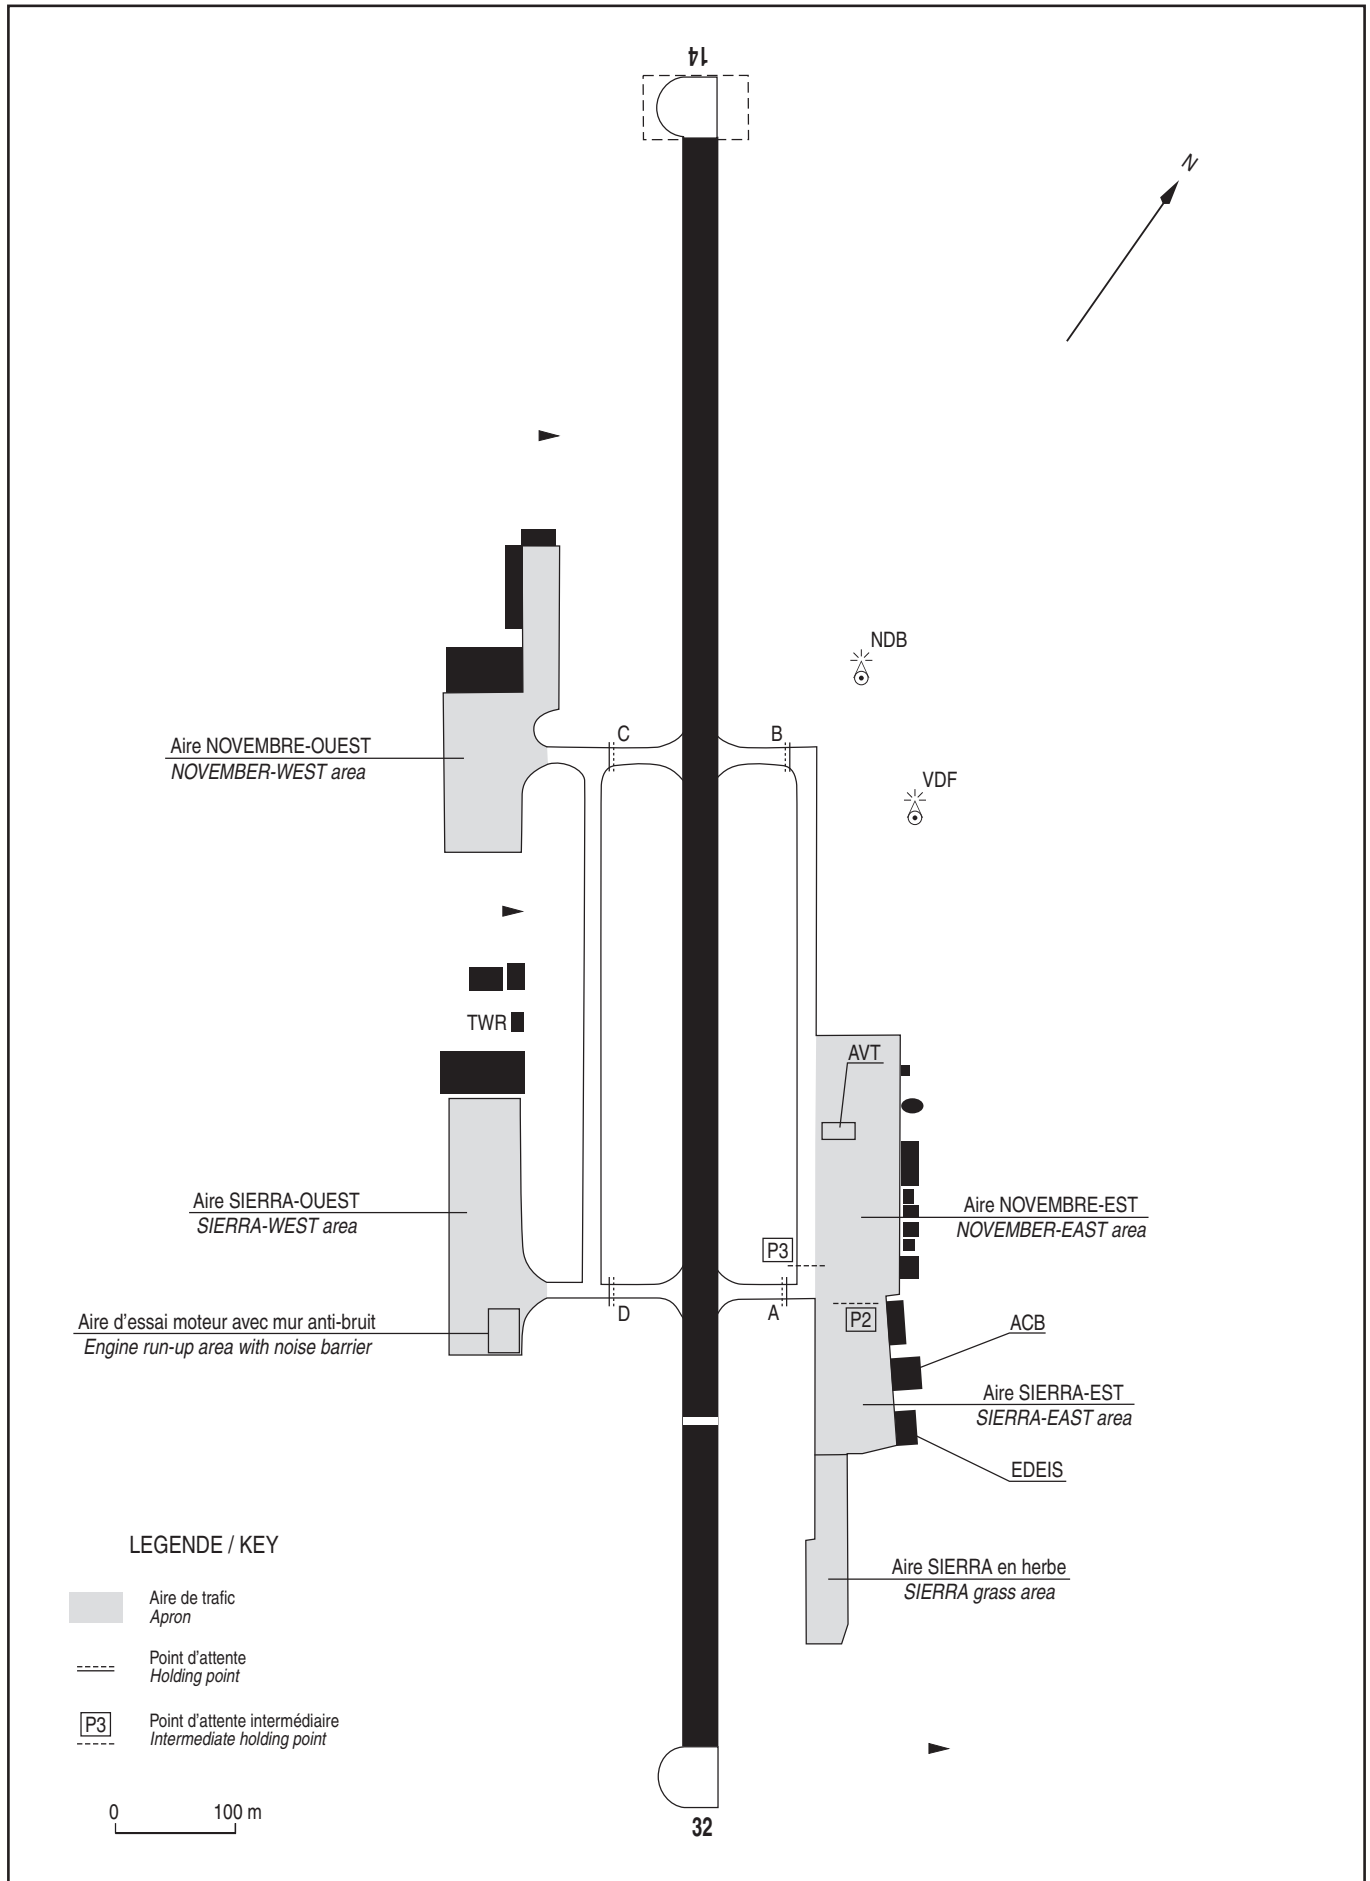 14
N
NDB
C
B
Aire NOVEMBRE-OUEST
NOVEMBER-WEST area
VDF
TWR
AVT
Aire SIERRA-OUEST
SIERRA-WEST area
Aire NOVEMBRE-EST
NOVEMBER-EAST area
P3
D
A
P2
Aire d'essai moteur avec mur anti-bruit
Engine run-up area with noise barrier
ACB
Aire SIERRA-EST
SIERRA-EAST area
EDEIS
LEGENDE / KEY
Aire SIERRA en herbe
SIERRA grass area
Aire de trafic
Apron
Point d'attente
Holding point
P3
Point d'attente intermédiaire
Intermediate holding point
0 100 m
32